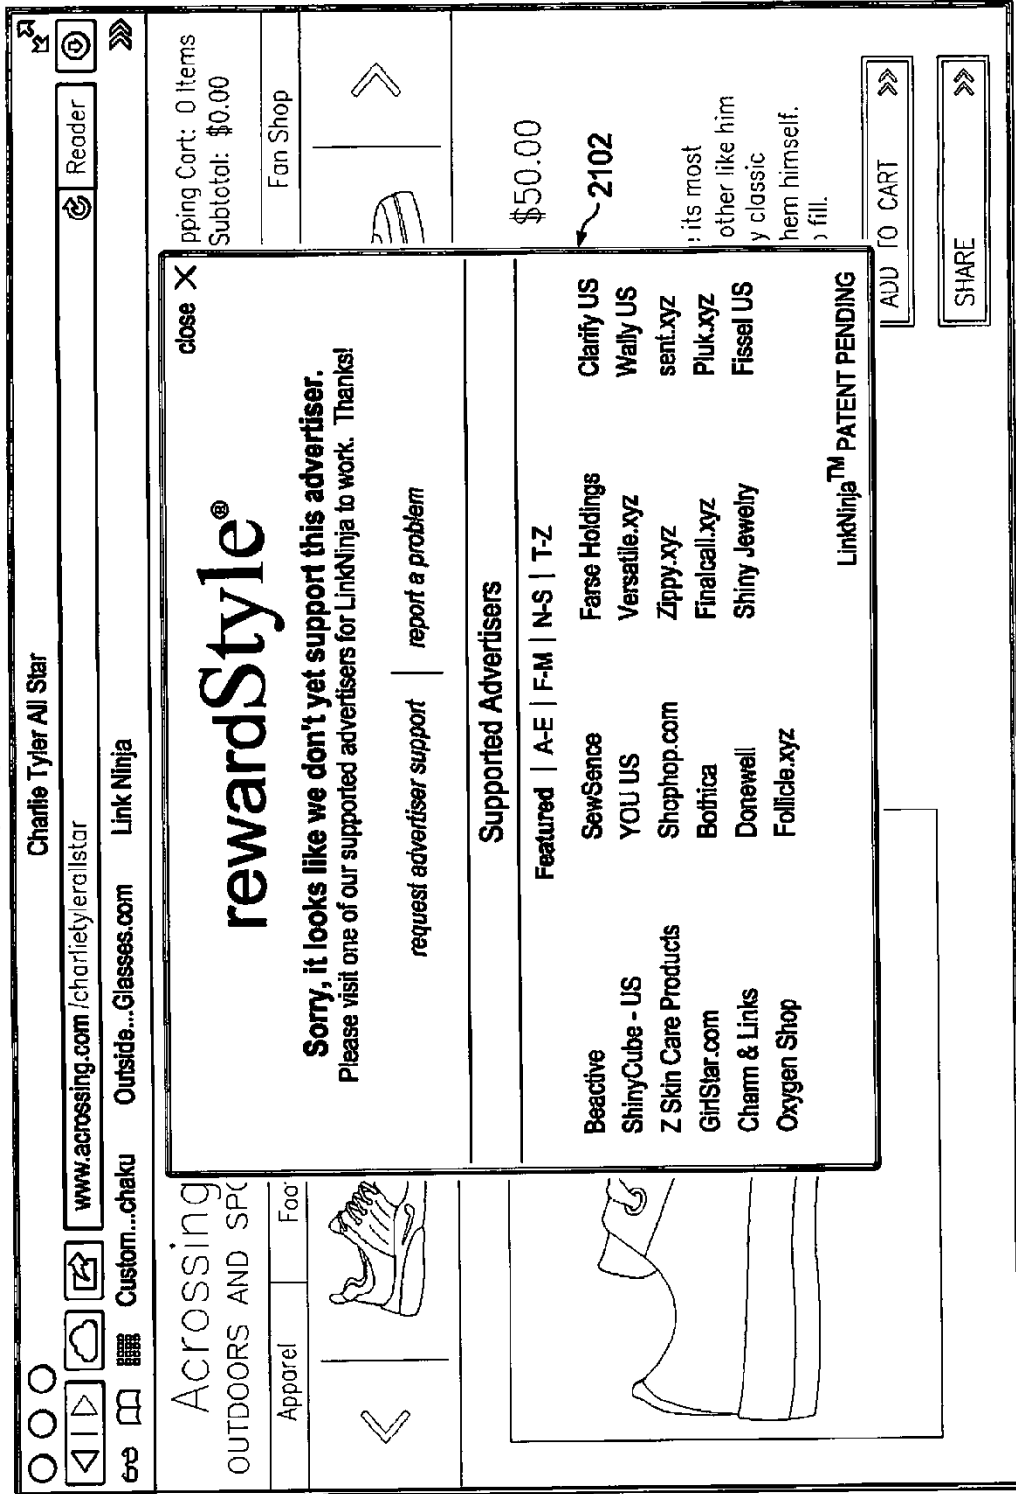 Charlie Tyler All Star
www.acrossing.com/charlietylerallstar
Reader
Custom...chaku
Outside...Glasses.com
Link Ninja
Acrossing
OUTDOORS AND SPO
pping Cart: 0 Items
Subtotal: $0.00
Apparel
Foo
Fan Shop
close X
rewardStyle®
Sorry, it looks like we don't yet support this advertiser.
Please visit one of our supported advertisers for LinkNinja to work. Thanks!
request advertiser support | report a problem
Supported Advertisers
Featured | A-E | F-M | N-S | T-Z
Beactive SewSence Farse Holdings Clarify US
ShinyCube - US YOU US Versatile.xyz Wally US
Z Skin Care Products Shophop.com Zippy.xyz sent.xyz
GirlStar.com Bothica Finalcall.xyz Pluk.xyz
Charm & Links Donewell Shiny Jewelry Fissel US
Oxygen Shop Follicle.xyz
LinkNinja™ PATENT PENDING
$50.00
2102
its most
other like him
y classic
hem himself.
fill.
ADD TO CART >>
SHARE >>